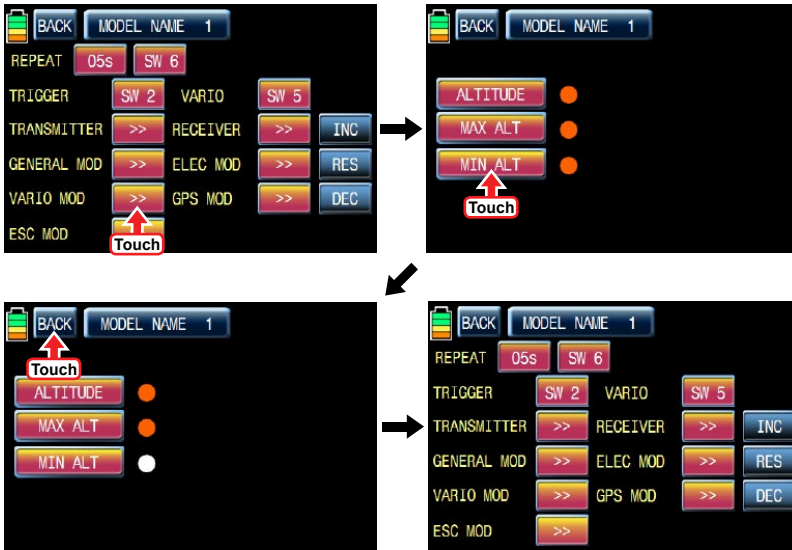 BACK MODEL NAME 1
REPEAT 05s SW 6
TRIGGER SW 2 VARIO SW 5
TRANSMITTER >> RECEIVER >> INC
GENERAL MOD >> ELEC MOD >> RES
VARIO MOD >> GPS MOD >> DEC
ESC MOD
Touch
BACK MODEL NAME 1
ALTITUDE
MAX ALT
MIN ALT
Touch
BACK MODEL NAME 1
Touch
ALTITUDE
MAX ALT
MIN ALT
BACK MODEL NAME 1
REPEAT 05s SW 6
TRIGGER SW 2 VARIO SW 5
TRANSMITTER >> RECEIVER >> INC
GENERAL MOD >> ELEC MOD >> RES
VARIO MOD >> GPS MOD >> DEC
ESC MOD >>